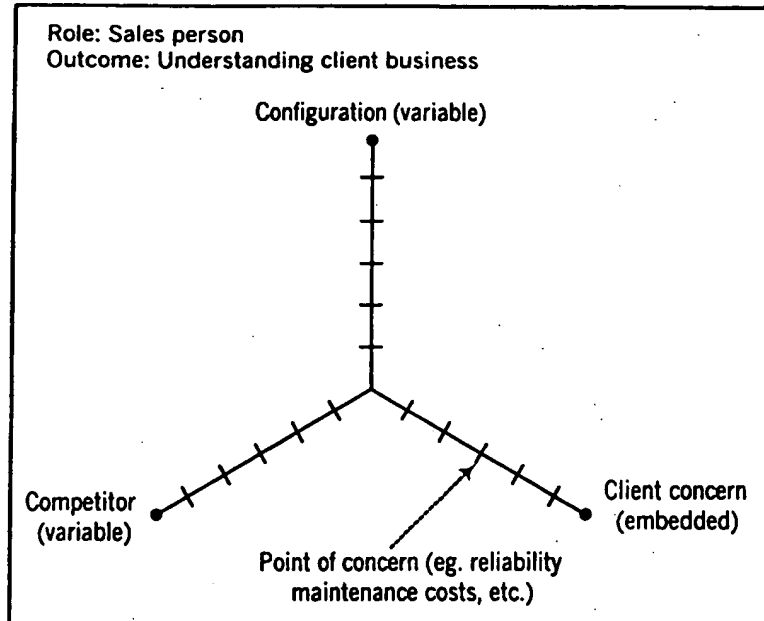 Role: Sales person
Outcome: Understanding client business
Configuration (variable)
Competitor
(variable)
Client concern
(embedded)
Point of concern (eg. reliability
maintenance costs, etc.)